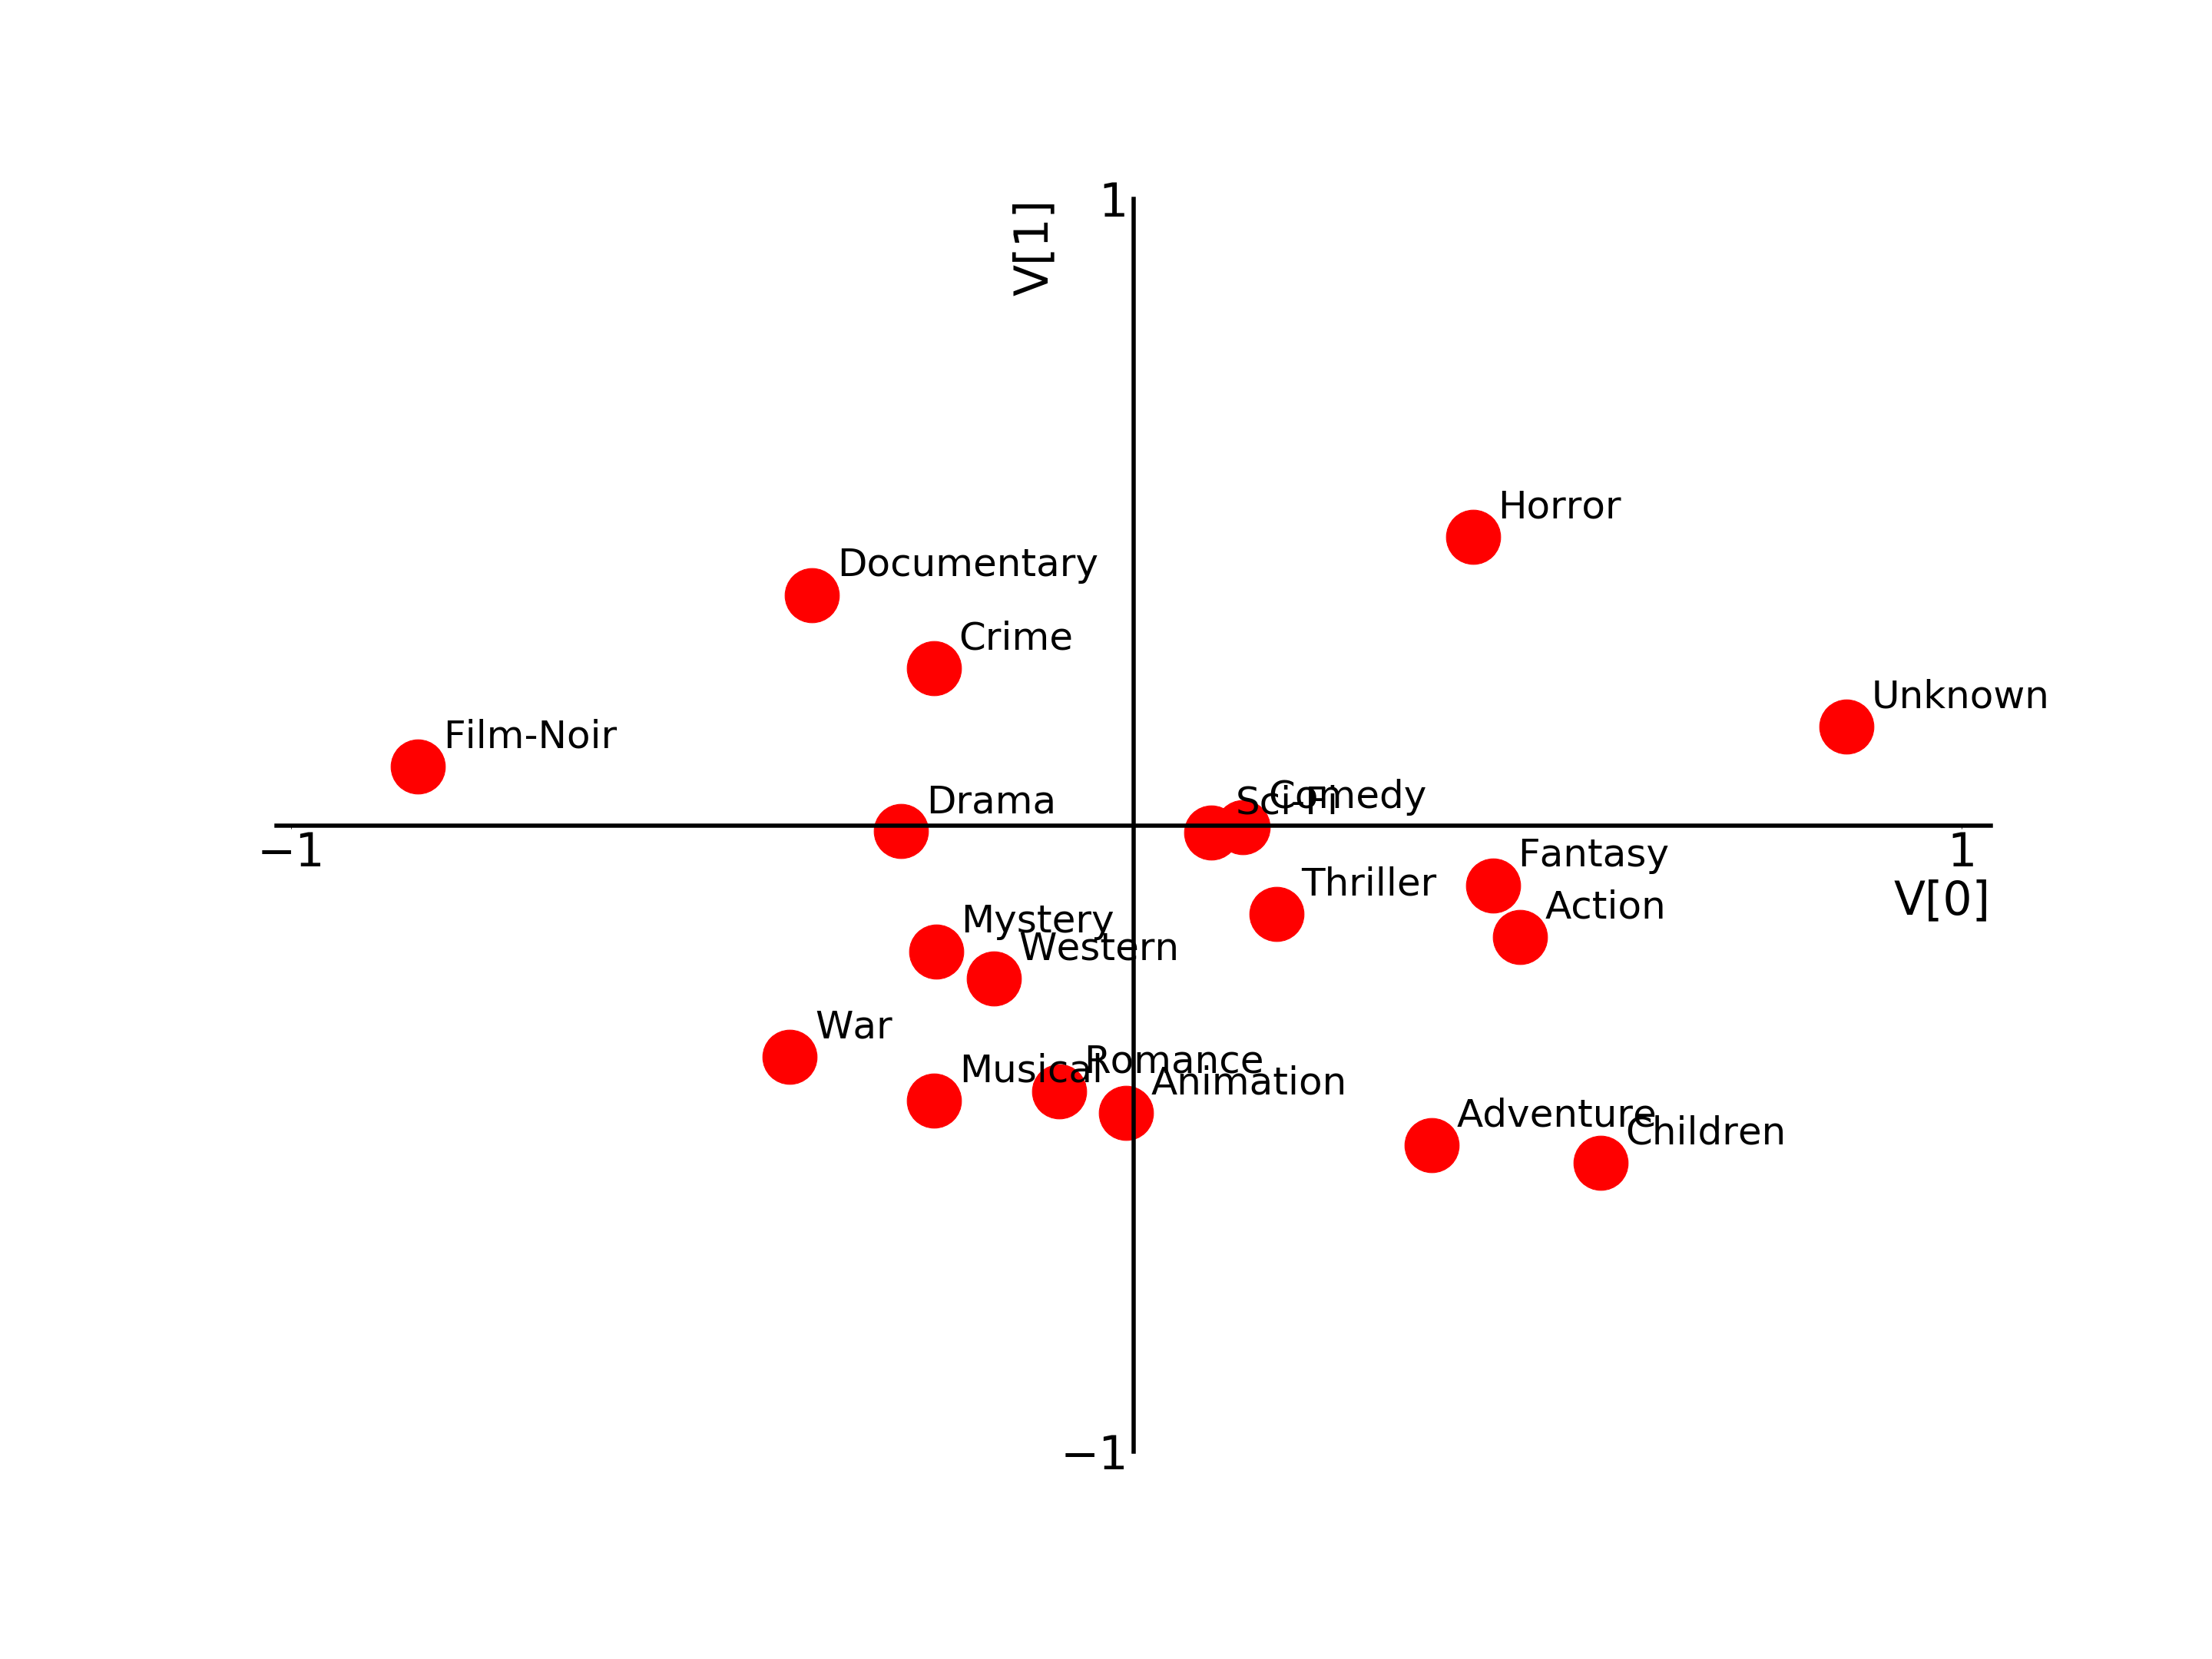 1
V[1]
Horror
Documentary
Crime
Unknown
Film-Noir
Drama
Sci-Fi
Comedy
−1
1
Fantasy
Thriller
V[0]
Action
Mystery
Western
War
Musical
Romance
Animation
Adventure
Children
−1